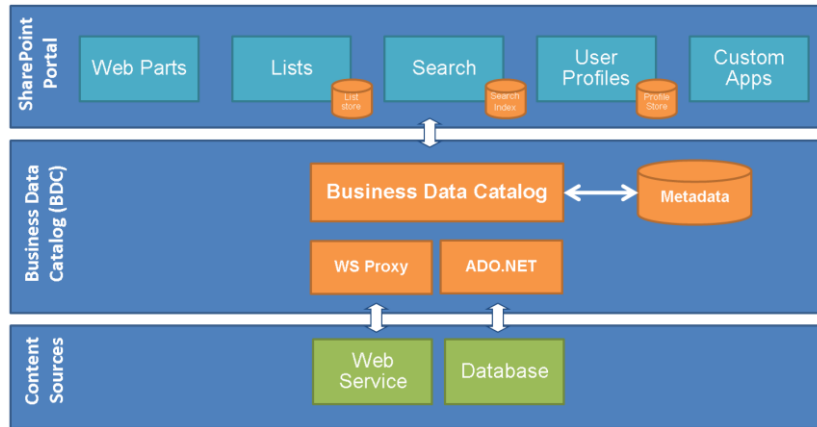 SharePoint
Portal
Web Parts
Lists
List
store
Search
Search
Index
User
Profiles
Profile
Store
Custom
Apps
Business Data
Catalog (BDC)
Business Data Catalog
Metadata
WS Proxy
ADO.NET
Content
Sources
Web
Service
Database